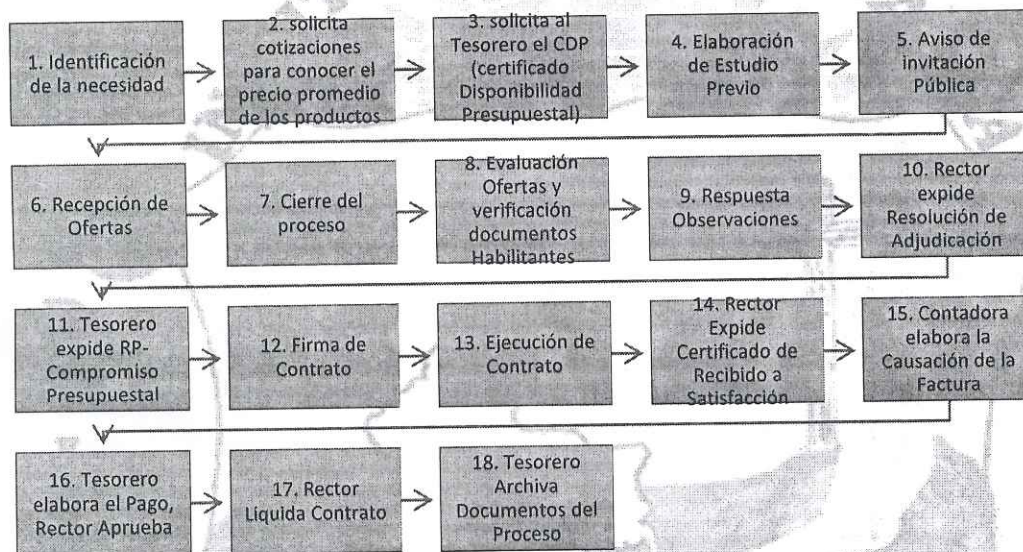 1. Identificación
de la necesidad
2. solicita
cotizaciones
para conocer el
precio promedio
de los productos
3. solicita al
Tesorero el CDP
(certificado
Disponibilidad
Presupuestal)
4. Elaboración
de Estudio
Previo
5. Aviso de
invitación
Pública
6. Recepción de
Ofertas
7. Cierre del
proceso
8. Evaluación
Ofertas y
verificación
documentos
Habilitantes
9. Respuesta
Observaciones
10. Rector
expide
Resolución de
Adjudicación
11. Tesorero
expide RP-
Compromiso
Presupuestal
12. Firma de
Contrato
13. Ejecución de
Contrato
14. Rector
Expide
Certificado de
Recibido a
Satisfacción
15. Contadora
elabora la
Causación de la
Factura
16. Tesorero
elabora el Pago,
Rector Aprueba
17. Rector
Liquida Contrato
18. Tesorero
Archiva
Documentos del
Proceso